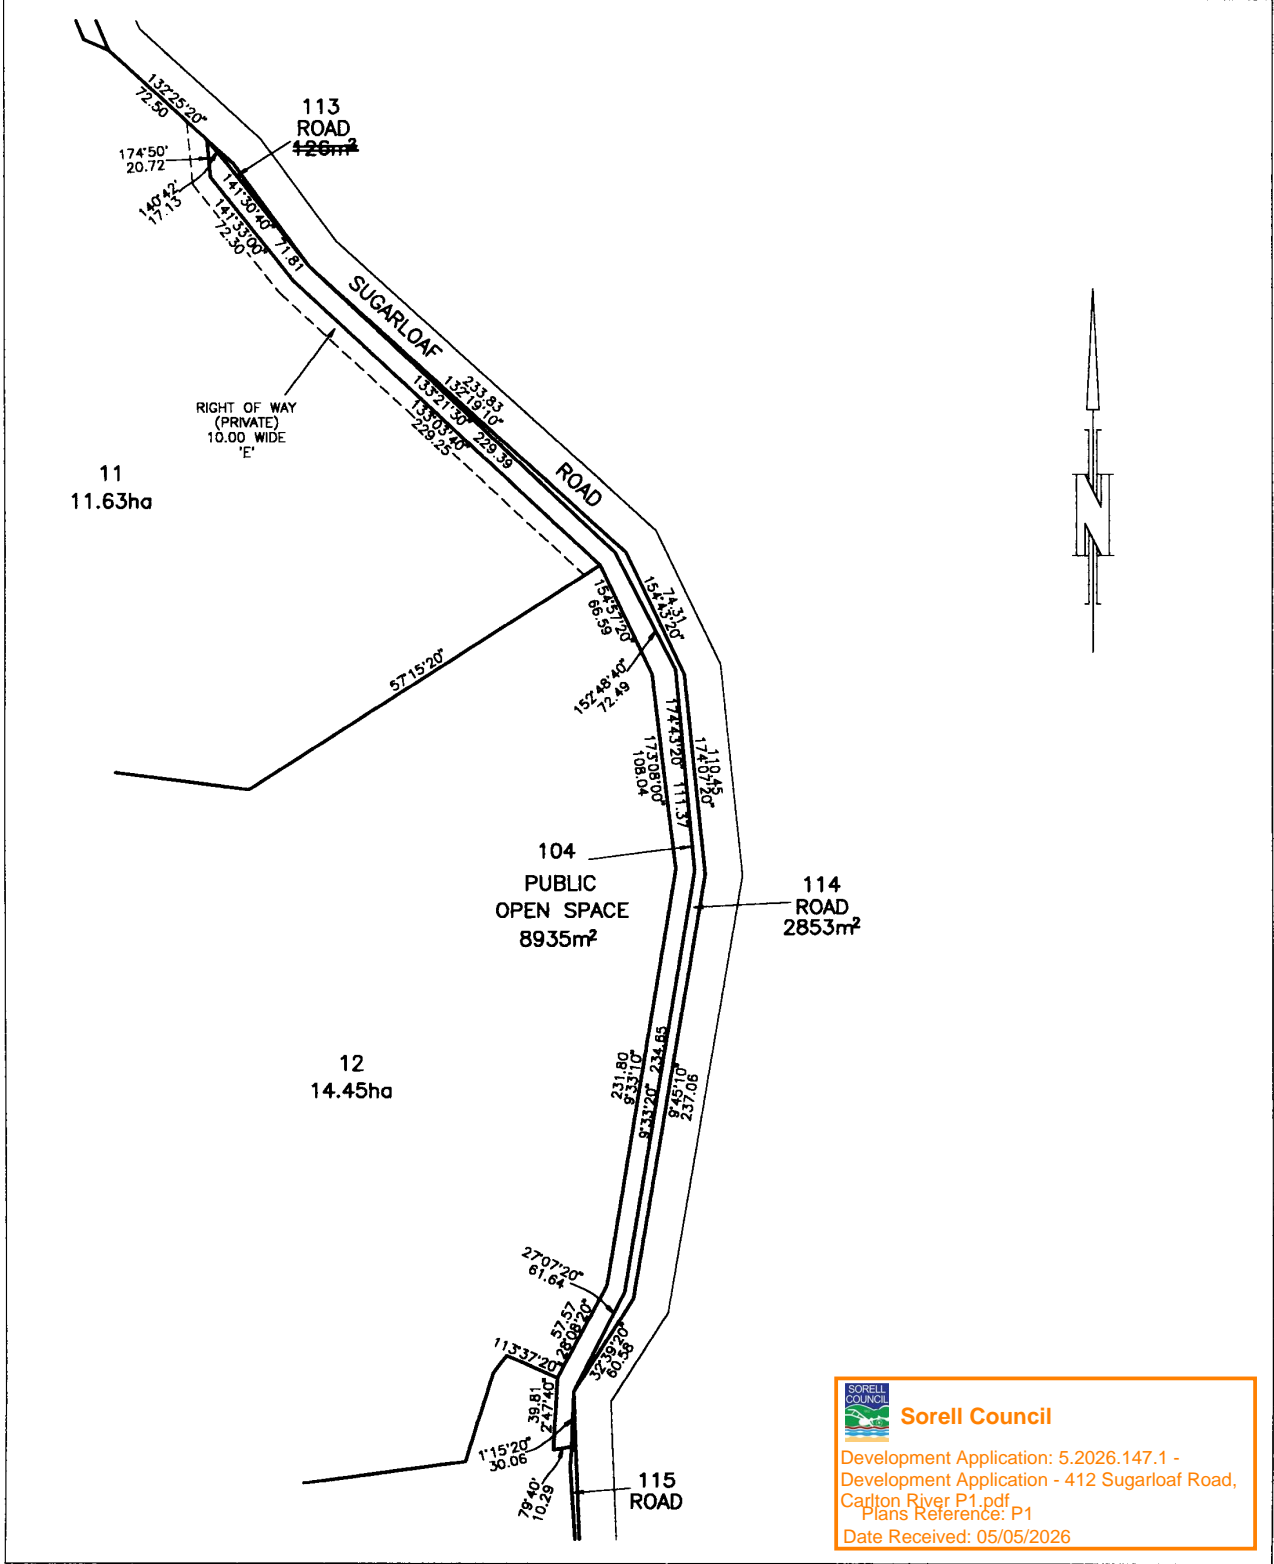 132°25'20"
72.50
113
ROAD
126m²
174°50'
20.72
140°42'
17.13
141°30'40" 71.81
141°33'00"
72.30
SUGARLOAF
ROAD
233.83
132°19'10"
133°21'30" 229.39
133°03'40"
229.25
RIGHT OF WAY
(PRIVATE)
10.00 WIDE
'E'
11
11.63ha
N
74.31
154°43'20"
154°57'20"
66.59
57°15'20"
152°48'40"
72.49
110.45
174°07'20"
174°43'20" 111.37
173°08'00"
108.04
104
PUBLIC
OPEN SPACE
8935m²
114
ROAD
2853m²
12
14.45ha
231.80
9°33'10"
9°33'20" 234.65
9°45'10"
237.06
27°07'20"
61.64
57.57
28°08'20"
32°39'20"
60.58
113°37'20"
39.81
2°47'40"
1°15'20"
30.06
79°40'
10.29
115
ROAD
SORELL
COUNCIL
Sorell Council
Development Application: 5.2026.147.1 -
Development Application - 412 Sugarloaf Road,
Carlton River P1.pdf
Plans Reference: P1
Date Received: 05/05/2026